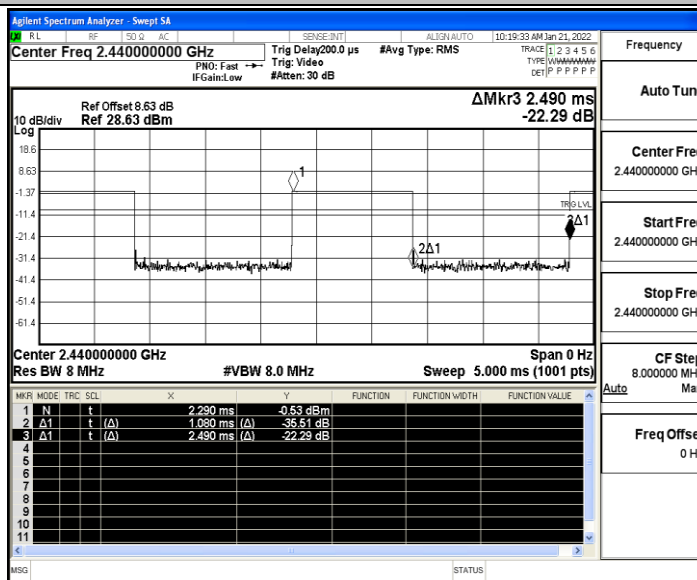 Agilent Spectrum Analyzer - Swept SA
RL RF 50 Ω AC SENSE:INT ALIGN AUTO 10:19:33 AM Jan 21, 2022
Center Freq 2.440000000 GHz
PNO: Fast
IFGain:Low
Trig Delay200.0 µs
Trig: Video
#Atten: 30 dB
#Avg Type: RMS
TRACE 1 2 3 4 5 6
TYPE
DET P P P P P P
Ref Offset 8.63 dB
10 dB/div Ref 28.63 dBm
Log
ΔMkr3 2.490 ms
-22.29 dB
18.6
8.63
-1.37
-11.4
-21.4
-31.4
-41.4
-51.4
-61.4
1
TRIG LVL
3Δ1
2Δ1
Center 2.440000000 GHz Span 0 Hz
Res BW 8 MHz #VBW 8.0 MHz Sweep 5.000 ms (1001 pts)
MKR MODE TRC SCL X Y FUNCTION FUNCTION WIDTH FUNCTION VALUE
1 N t 2.290 ms -0.53 dBm
2 Δ1 t (Δ) 1.080 ms (Δ) -35.51 dB
3 Δ1 t (Δ) 2.490 ms (Δ) -22.29 dB
4
5
6
7
8
9
10
11
MSG STATUS
Frequency
Auto Tun
Center Fre
2.440000000 GH
Start Fre
2.440000000 GH
Stop Fre
2.440000000 GH
CF Step
8.000000 MH
Auto Ma
Freq Offse
0 H